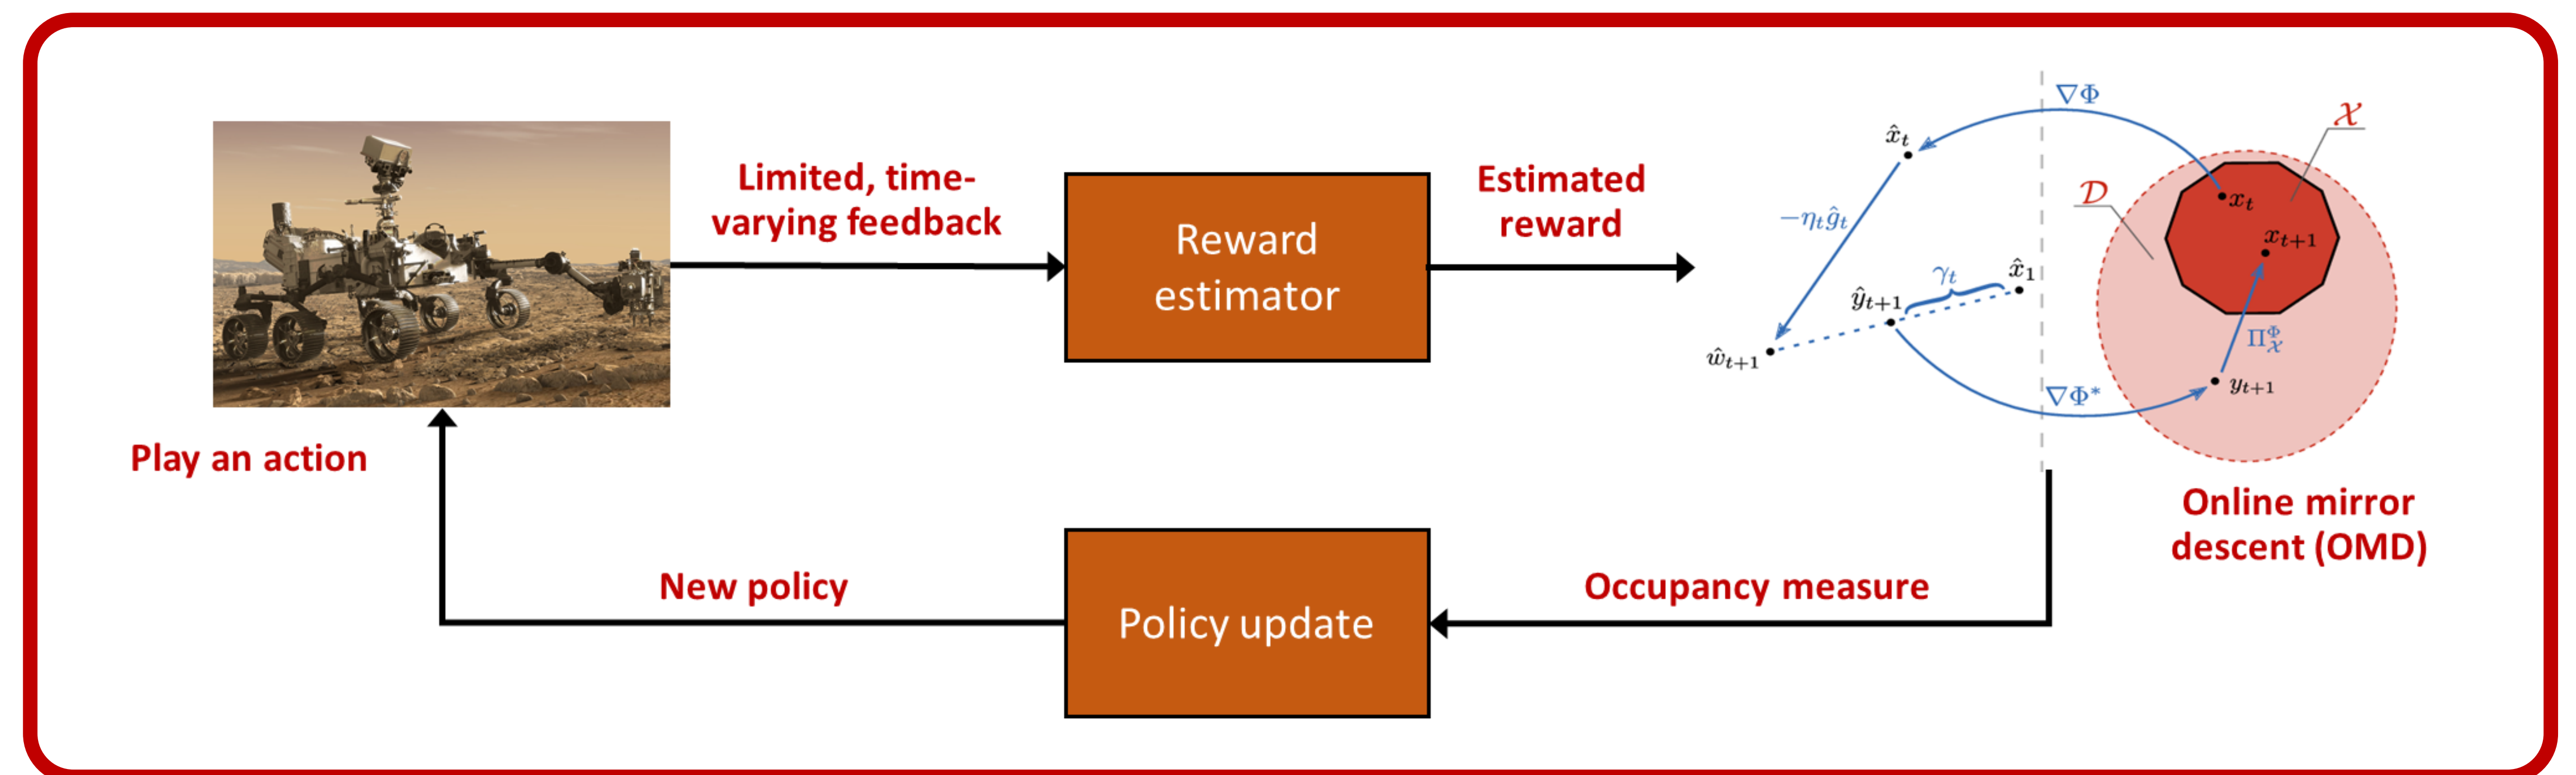 Limited, time-
varying feedback
Reward
estimator
Estimated
reward
∇Φ
x̂ₜ
−ηₜĝₜ
ŵₜ₊₁
ŷₜ₊₁
γₜ
x̂₁
𝒳
𝒟
xₜ
xₜ₊₁
Π^Φ_𝒳
yₜ₊₁
∇Φ*
Online mirror
descent (OMD)
Occupancy measure
Policy update
New policy
Play an action